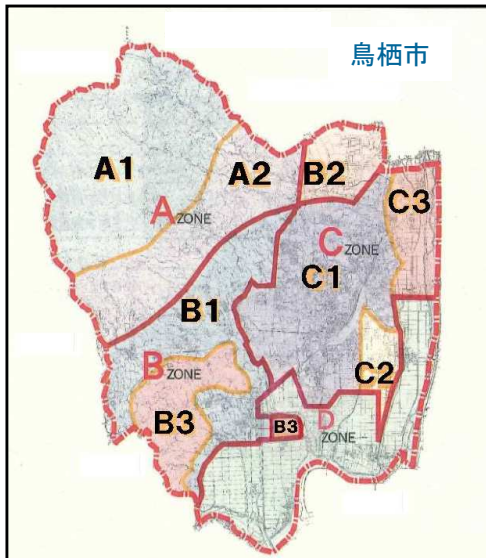 鳥栖市
A1
A2
B2
C3
A ZONE
C ZONE
C1
B1
B ZONE
C2
B3
B3
D ZONE